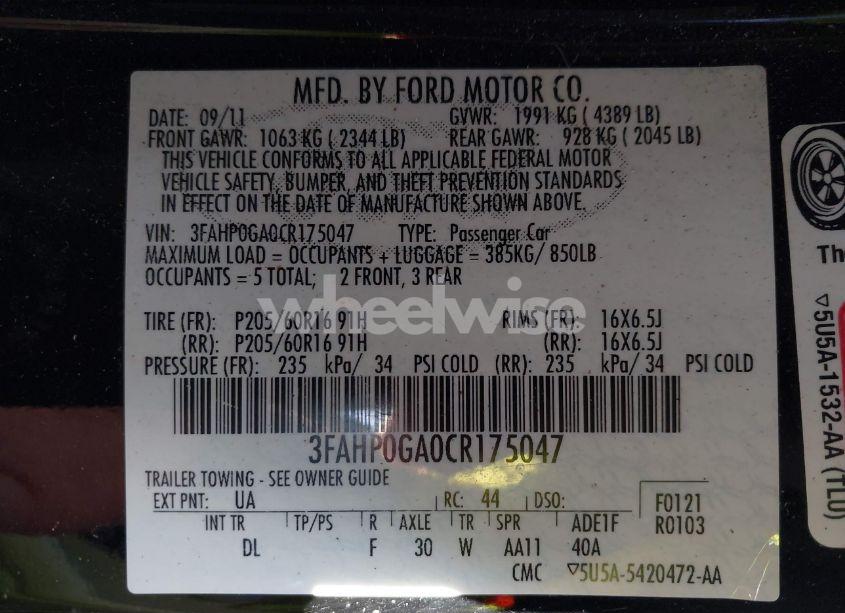 MFD. BY FORD MOTOR CO.
DATE: 09/11 GVWR: 1991 KG ( 4389 LB)
FRONT GAWR: 1063 KG ( 2344 LB) REAR GAWR: 928 KG ( 2045 LB)
THIS VEHICLE CONFORMS TO ALL APPLICABLE FEDERAL MOTOR
VEHICLE SAFETY, BUMPER, AND THEFT PREVENTION STANDARDS
IN EFFECT ON THE DATE OF MANUFACTURE SHOWN ABOVE.
VIN: 3FAHP0GA0CR175047 TYPE: Passenger Car
MAXIMUM LOAD = OCCUPANTS + LUGGAGE = 385KG/ 850LB
OCCUPANTS = 5 TOTAL; 2 FRONT, 3 REAR
wheelwise
TIRE (FR): P205/60R16 91H RIMS (FR): 16X6.5J
(RR): P205/60R16 91H (RR): 16X6.5J
PRESSURE (FR): 235 kPa/ 34 PSI COLD (RR): 235 kPa/ 34 PSI COLD
3FAHP0GA0CR175047
TRAILER TOWING - SEE OWNER GUIDE
EXT PNT: UA RC: 44 DSO: F0121
INT TR TP/PS R AXLE TR SPR ADE1F R0103
DL F 30 W AA11 40A
CMC ▽5U5A-5420472-AA
The
▽5U5A-1532-AA (TLU)